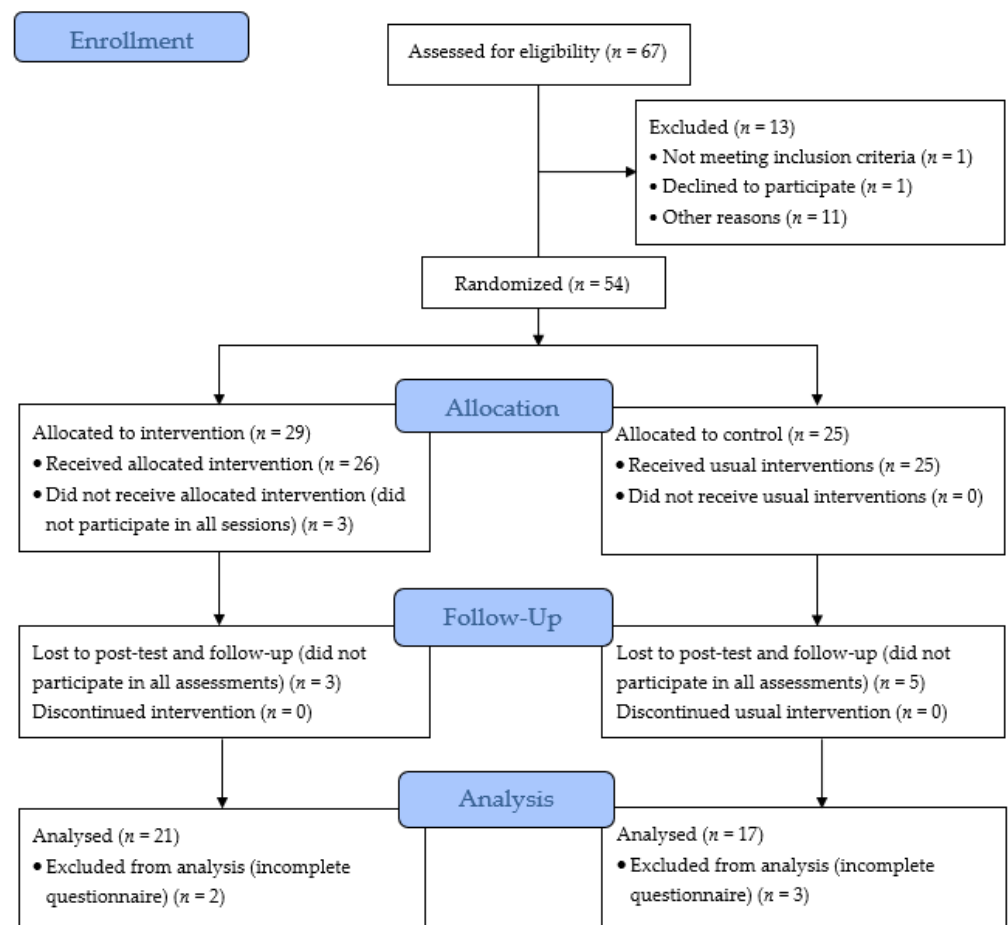 Enrollment
Assessed for eligibility (n = 67)
Excluded (n = 13)
• Not meeting inclusion criteria (n = 1)
• Declined to participate (n = 1)
• Other reasons (n = 11)
Randomized (n = 54)
Allocation
Allocated to intervention (n = 29)
• Received allocated intervention (n = 26)
• Did not receive allocated intervention (did
not participate in all sessions) (n = 3)
Allocated to control (n = 25)
• Received usual interventions (n = 25)
• Did not receive usual interventions (n = 0)
Follow-Up
Lost to post-test and follow-up (did not
participate in all assessments) (n = 3)
Discontinued intervention (n = 0)
Lost to post-test and follow-up (did not
participate in all assessments) (n = 5)
Discontinued usual intervention (n = 0)
Analysis
Analysed (n = 21)
• Excluded from analysis (incomplete
questionnaire) (n = 2)
Analysed (n = 17)
• Excluded from analysis (incomplete
questionnaire) (n = 3)